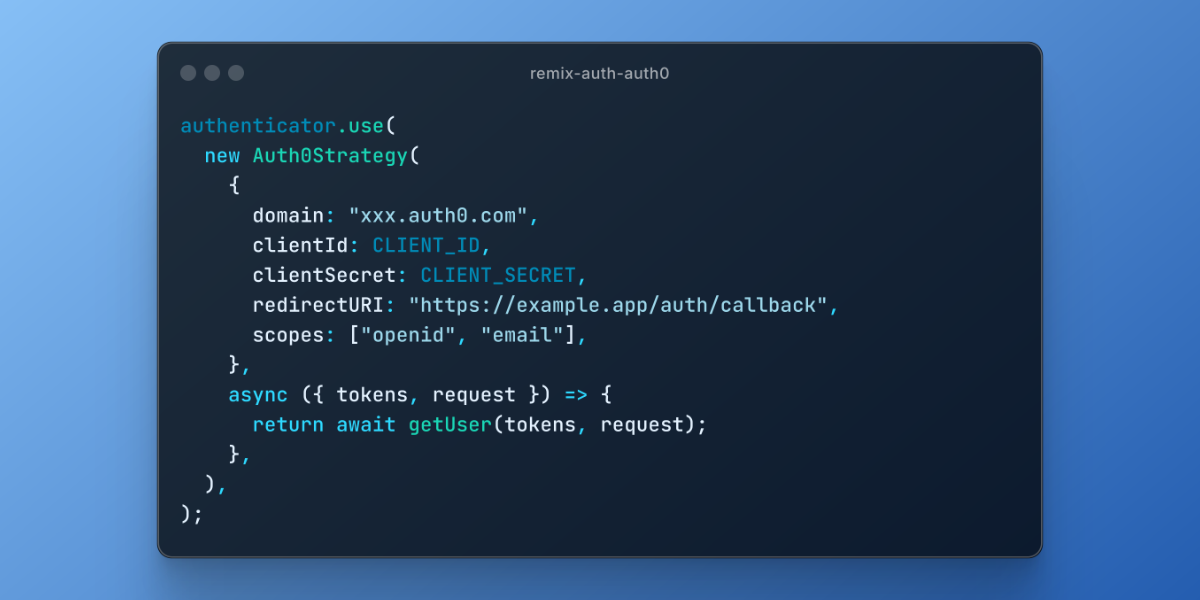 remix-auth-auth0
authenticator.use(
  new Auth0Strategy(
    {
      domain: "xxx.auth0.com",
      clientId: CLIENT_ID,
      clientSecret: CLIENT_SECRET,
      redirectURI: "https://example.app/auth/callback",
      scopes: ["openid", "email"],
    },
    async ({ tokens, request }) => {
      return await getUser(tokens, request);
    },
  ),
);